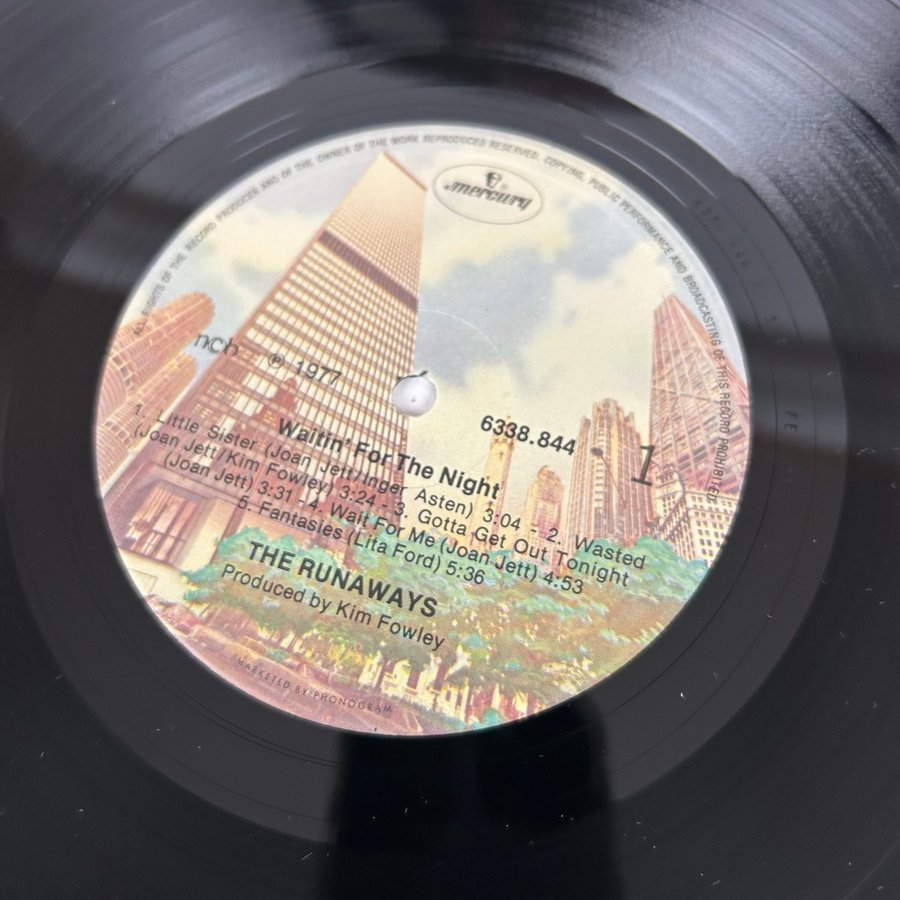 ALL RIGHTS OF THE RECORD PRODUCER AND OF THE OWNER OF THE WORK REPRODUCED RESERVED. COPYING, PUBLIC PERFORMANCE AND BROADCASTING OF THIS RECORD PROHIBITED
mercury
ncb ℗ 1977
6338.844
1
Waitin' For The Night
1. Little Sister (Joan Jett/Inger Asten) 3:04 - 2. Wasted
(Joan Jett/Kim Fowley) 3:24 - 3. Gotta Get Out Tonight
(Joan Jett) 3:31 - 4. Wait For Me (Joan Jett) 4:53
5. Fantasies (Lita Ford) 5:36
THE RUNAWAYS
Produced by Kim Fowley
MARKETED BY PHONOGRAM